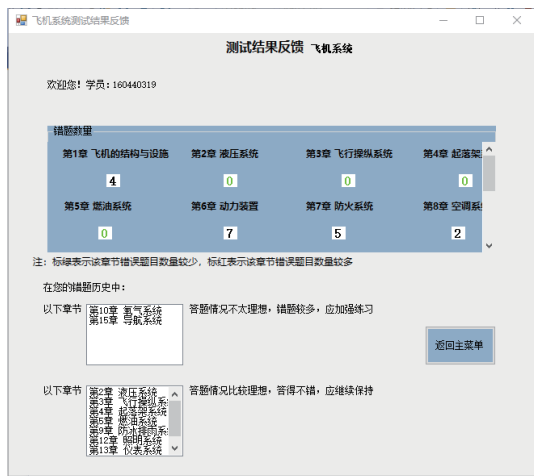 飞机系统测试结果反馈
测试结果反馈 飞机系统
欢迎您! 学员: 160440319
错题数量
第1章 飞机的结构与设施 第2章 液压系统 第3章 飞行操纵系统 第4章 起落架
4 0 0 0
第5章 燃油系统 第6章 动力装置 第7章 防火系统 第8章 空调系
0 7 5 2
注: 标绿表示该章节错误题目数量较少, 标红表示该章节错误题目数量较多
在您的错题历史中:
以下章节 第10章 氧气系统 答题情况不太理想, 错题较多, 应加强练习
第15章 导航系统
返回主菜单
以下章节 第2章 液压系统 答题情况比较理想, 答得不错, 应继续保持
第3章 飞行操纵系
第4章 起落架系统
第5章 燃油系统
第9章 防冰排雨系
第12章 照明系统
第13章 仪表系统